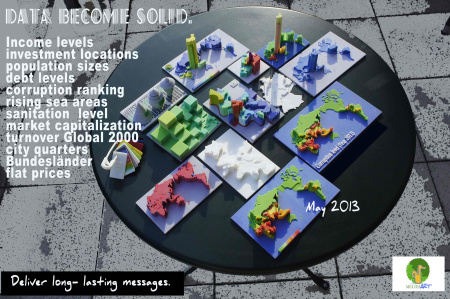 DATA BECOME SOLID.
Income levels
investment locations
population sizes
debt levels
corruption ranking
rising sea areas
sanitation level
market capitalization
turnover Global 2000
city quarters
Bundesländer
flat prices
May 2013
Deliver long- lasting messages.